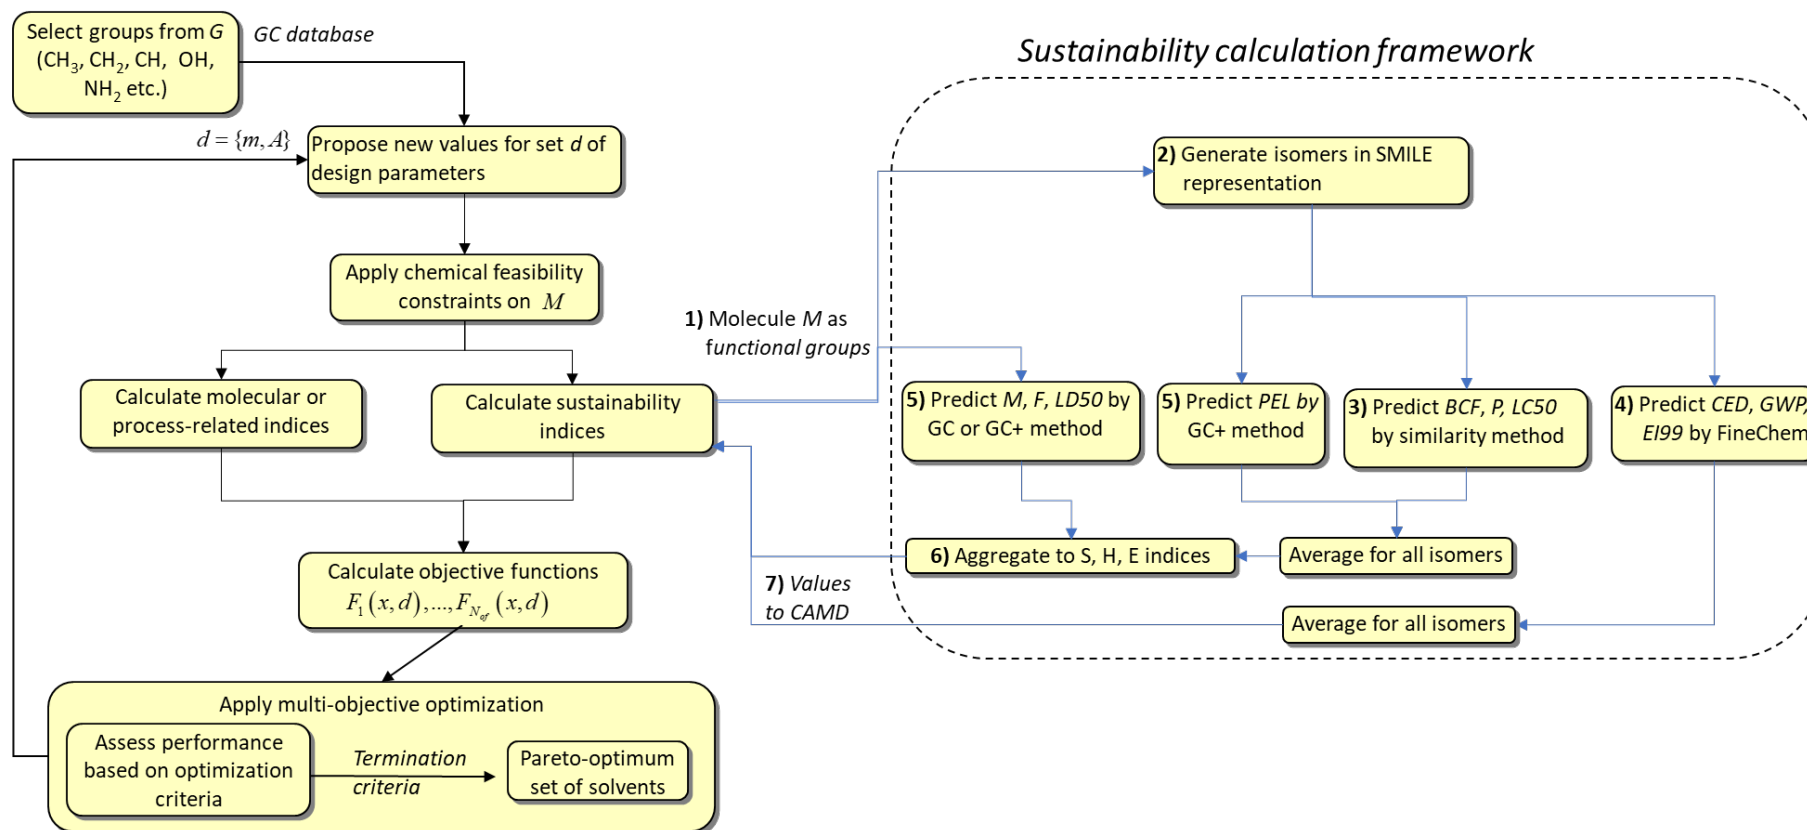 Select groups from G
(CH3, CH2, CH, OH,
NH2 etc.)
GC database
d = {m, A}
Propose new values for set d of
design parameters
Apply chemical feasibility
constraints on M
Calculate molecular or
process-related indices
Calculate sustainability
indices
Calculate objective functions
F1(x,d),...,FNof(x,d)
Apply multi-objective optimization
Assess performance
based on optimization
criteria
Termination
criteria
Pareto-optimum
set of solvents
Sustainability calculation framework
1) Molecule M as
functional groups
2) Generate isomers in SMILE
representation
5) Predict M, F, LD50 by
GC or GC+ method
5) Predict PEL by
GC+ method
3) Predict BCF, P, LC50
by similarity method
4) Predict CED, GWP,
EI99 by FineChem
6) Aggregate to S, H, E indices
Average for all isomers
7) Values
to CAMD
Average for all isomers